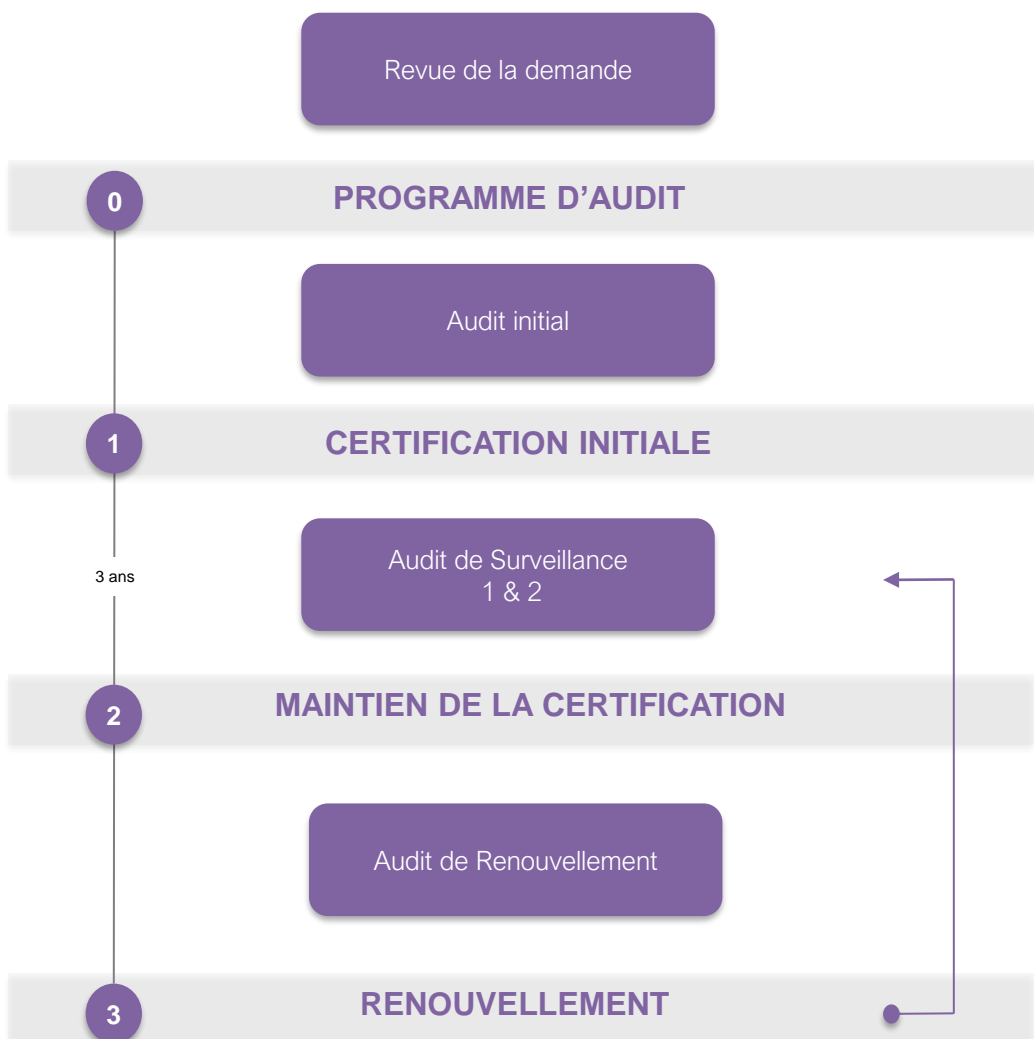 Revue de la demande
0
PROGRAMME D'AUDIT
Audit initial
1
CERTIFICATION INITIALE
Audit de Surveillance
1 & 2
3 ans
2
MAINTIEN DE LA CERTIFICATION
Audit de Renouvellement
3
RENOUVELLEMENT